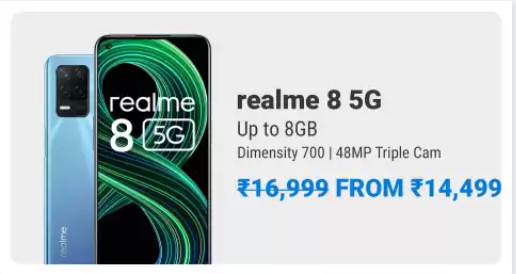 realme
8 5G
realme
realme 8 5G
Up to 8GB
Dimensity 700 | 48MP Triple Cam
₹16,999 FROM ₹14,499